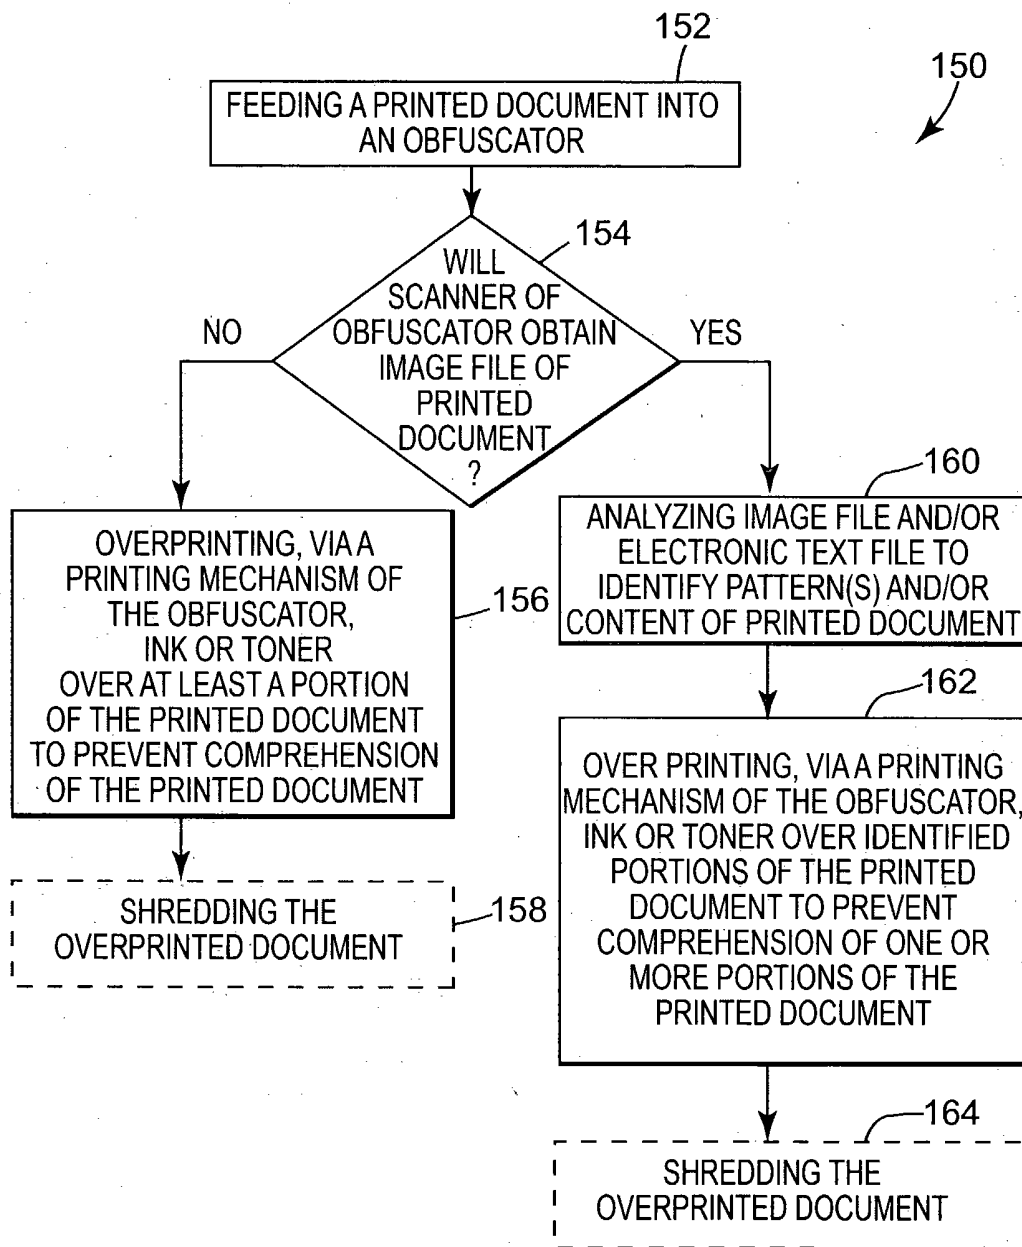 152
150
FEEDING A PRINTED DOCUMENT INTO
AN OBFUSCATOR
154
WILL
SCANNER OF
OBFUSCATOR OBTAIN
IMAGE FILE OF
PRINTED
DOCUMENT
?
NO
YES
OVERPRINTING, VIA A
PRINTING MECHANISM OF
THE OBFUSCATOR,
INK OR TONER
OVER AT LEAST A PORTION
OF THE PRINTED DOCUMENT
TO PREVENT COMPREHENSION
OF THE PRINTED DOCUMENT
156
SHREDDING THE
OVERPRINTED DOCUMENT
158
160
ANALYZING IMAGE FILE AND/OR
ELECTRONIC TEXT FILE TO
IDENTIFY PATTERN(S) AND/OR
CONTENT OF PRINTED DOCUMENT
162
OVER PRINTING, VIA A PRINTING
MECHANISM OF THE OBFUSCATOR,
INK OR TONER OVER IDENTIFIED
PORTIONS OF THE PRINTED
DOCUMENT TO PREVENT
COMPREHENSION OF ONE OR
MORE PORTIONS OF THE
PRINTED DOCUMENT
164
SHREDDING THE
OVERPRINTED DOCUMENT